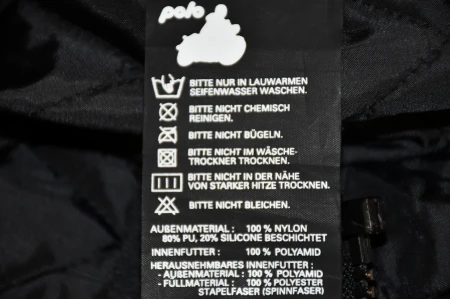 polo
BITTE NUR IN LAUWARMEN
SEIFENWASSER WASCHEN.
BITTE NICHT CHEMISCH
REINIGEN.
BITTE NICHT BÜGELN.
BITTE NICHT IM WÄSCHE-
TROCKNER TROCKNEN.
BITTE NICHT IN DER NÄHE
VON STARKER HITZE TROCKNEN.
BITTE NICHT BLEICHEN.
AUßENMATERIAL : 100 % NYLON
80% PU, 20% SILICONE BESCHICHTET
INNENFUTTER : 100 % POLYAMID
HERAUSNEHMBARES INNENFUTTER :
- AUßENMATERIAL : 100 % POLYAMID
- FÜLLMATERIAL : 100 % POLYESTER
STAPELFASER (SPINNFASER)